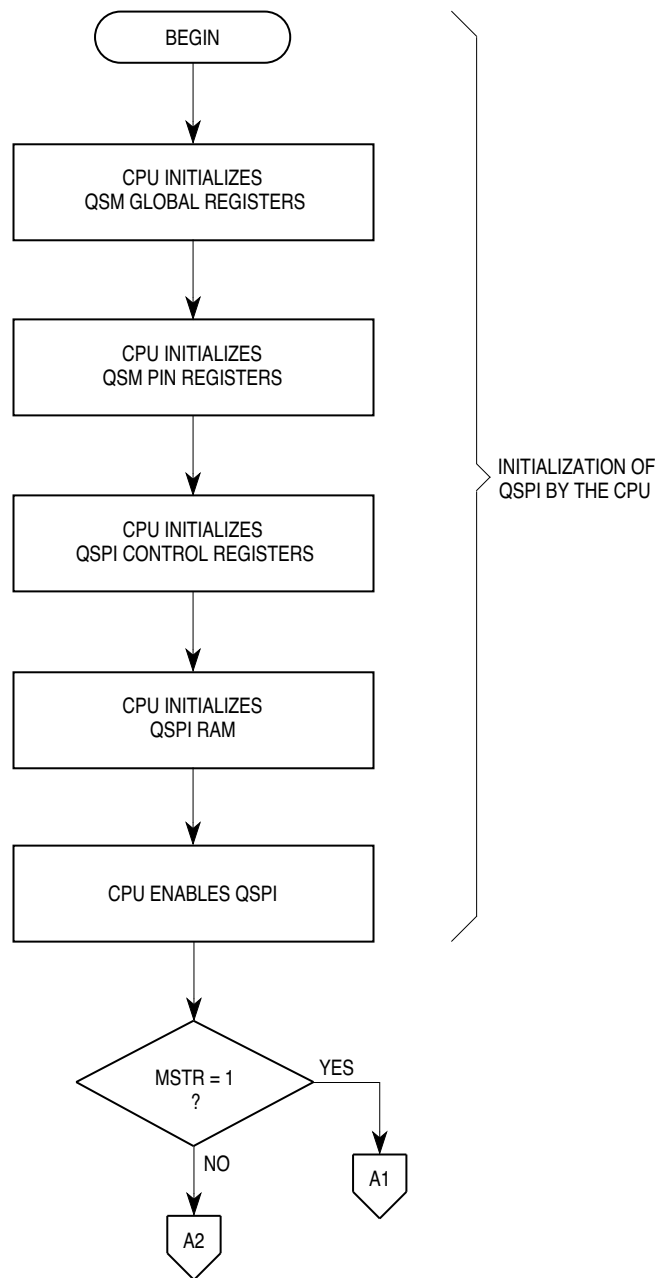 BEGIN
CPU INITIALIZES
QSM GLOBAL REGISTERS
CPU INITIALIZES
QSM PIN REGISTERS
INITIALIZATION OF
QSPI BY THE CPU
CPU INITIALIZES
QSPI CONTROL REGISTERS
CPU INITIALIZES
QSPI RAM
CPU ENABLES QSPI
MSTR = 1
?
YES
NO
A1
A2